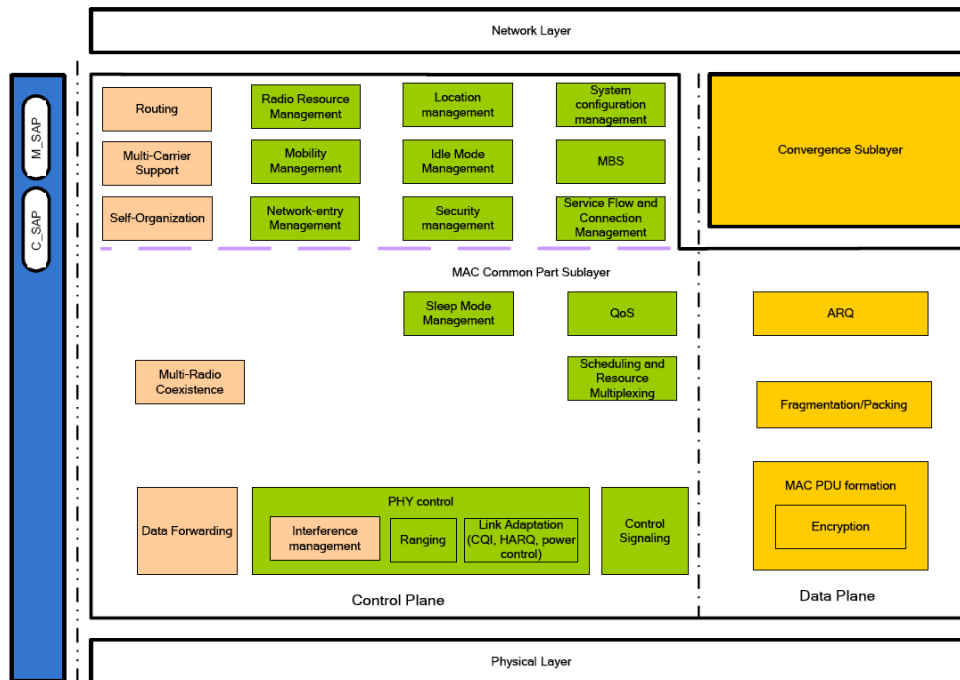 Network Layer
M_SAP
C_SAP
Routing
Radio Resource
Management
Location
management
System
configuration
management
Convergence Sublayer
Multi-Carrier
Support
Mobility
Management
Idle Mode
Management
MBS
Self-Organization
Network-entry
Management
Security
management
Service Flow and
Connection
Management
MAC Common Part Sublayer
Sleep Mode
Management
QoS
ARQ
Multi-Radio
Coexistence
Scheduling and
Resource
Multiplexing
Fragmentation/Packing
Data Forwarding
PHY control
Interference
management
Ranging
Link Adaptation
(CQI, HARQ, power
control)
Control
Signaling
MAC PDU formation
Encryption
Control Plane
Data Plane
Physical Layer